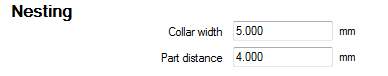 Nesting
Collar width 5.000 mm
Part distance 4.000 mm